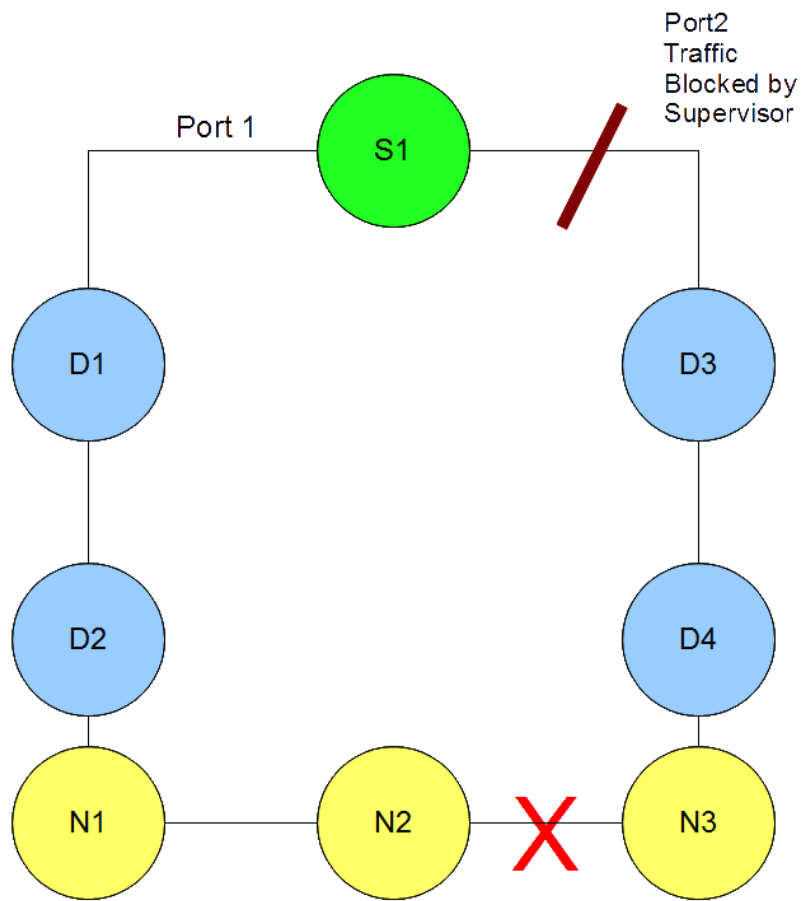 Port2
Traffic
Blocked by
Supervisor
Port 1
S1
D1
D3
D2
D4
N1
N2
N3